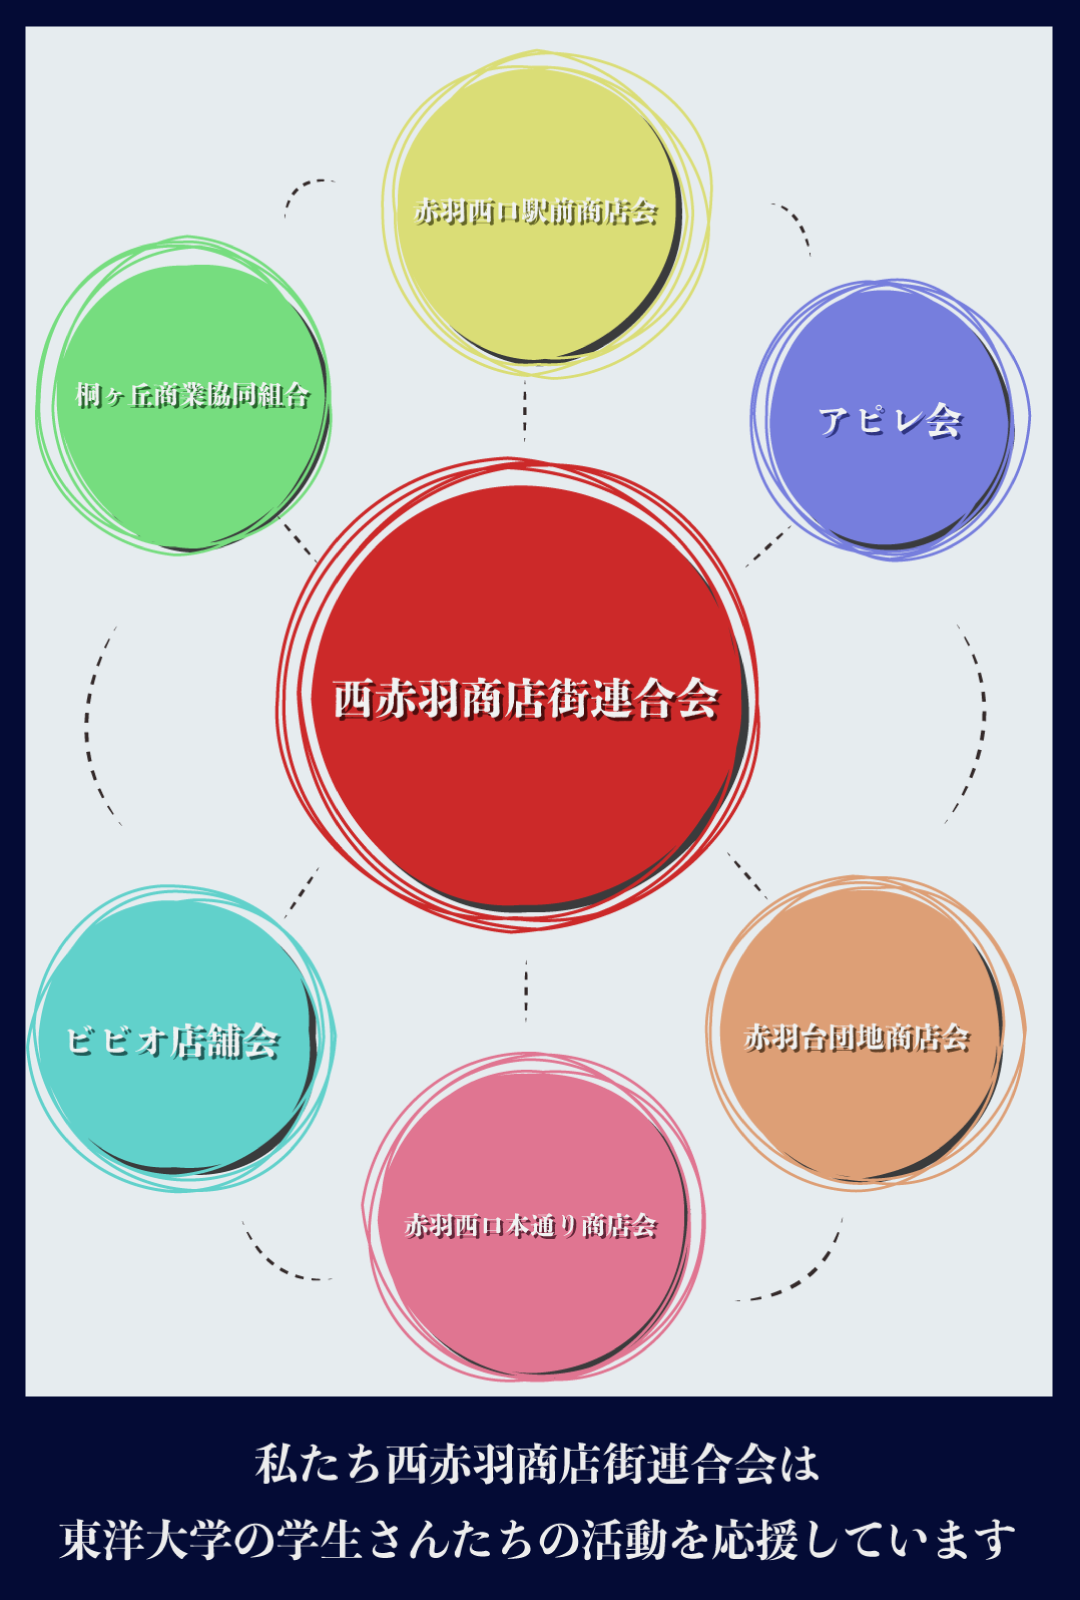 赤羽西口駅前商店会
桐ヶ丘商業協同組合
アピレ会
西赤羽商店街連合会
ビビオ店舗会
赤羽台団地商店会
赤羽西口本通り商店会
私たち西赤羽商店街連合会は
東洋大学の学生さんたちの活動を応援しています